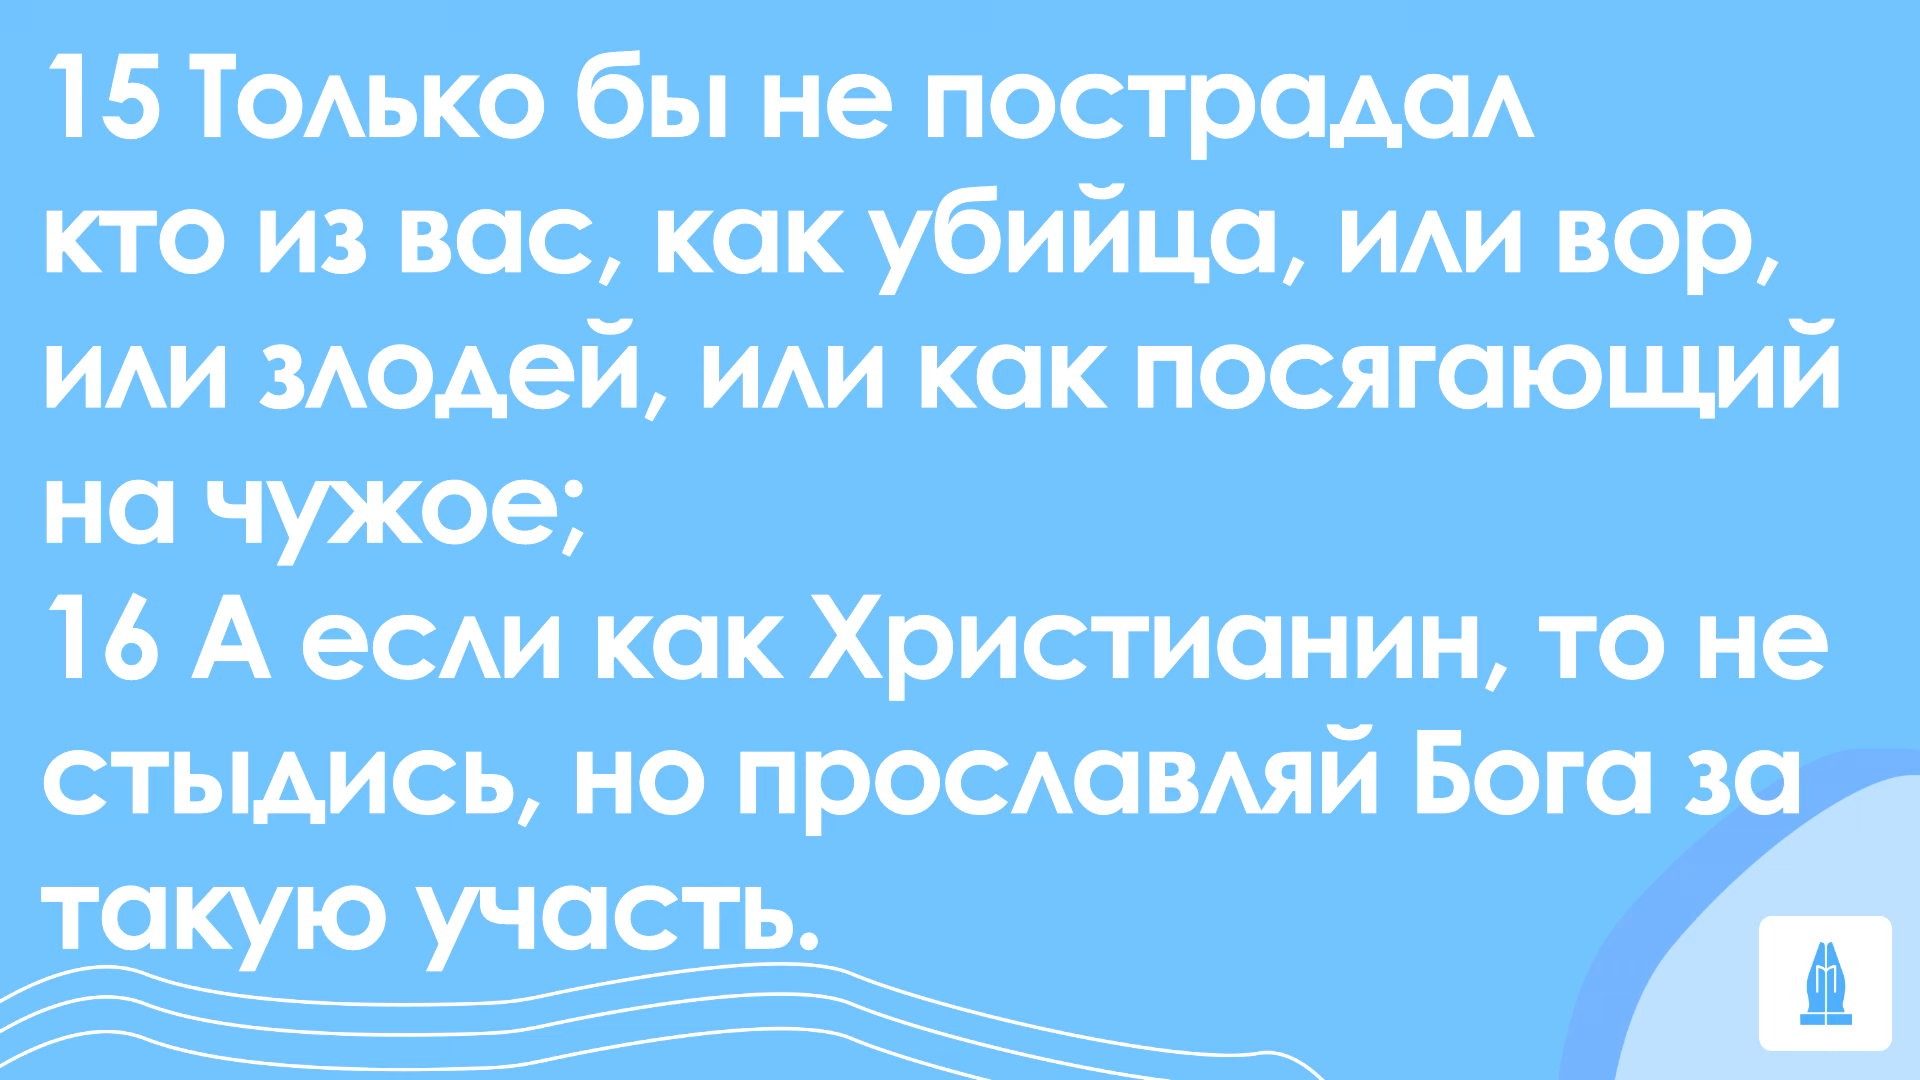 15 Только бы не пострадал
кто из вас, как убийца, или вор,
или злодей, или как посягающий
на чужое;
16 А если как Христианин, то не
стыдись, но прославляй Бога за
такую участь.